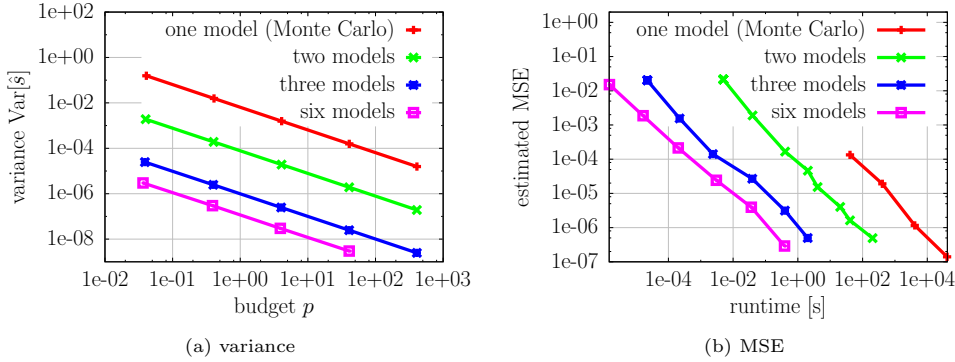 1e+02
1e+00
1e-02
1e-04
1e-06
1e-08
variance Var[ŝ]
one model (Monte Carlo)
two models
three models
six models
1e-02 1e-01 1e+00 1e+01 1e+02 1e+03
budget p
(a) variance
1e-01
1e-02
1e-03
1e-04
1e-05
1e-06
1e-07
estimated MSE
one model (Monte Carlo)
two models
three models
six models
1e-04 1e-02 1e+00 1e+02 1e+04
runtime [s]
(b) MSE